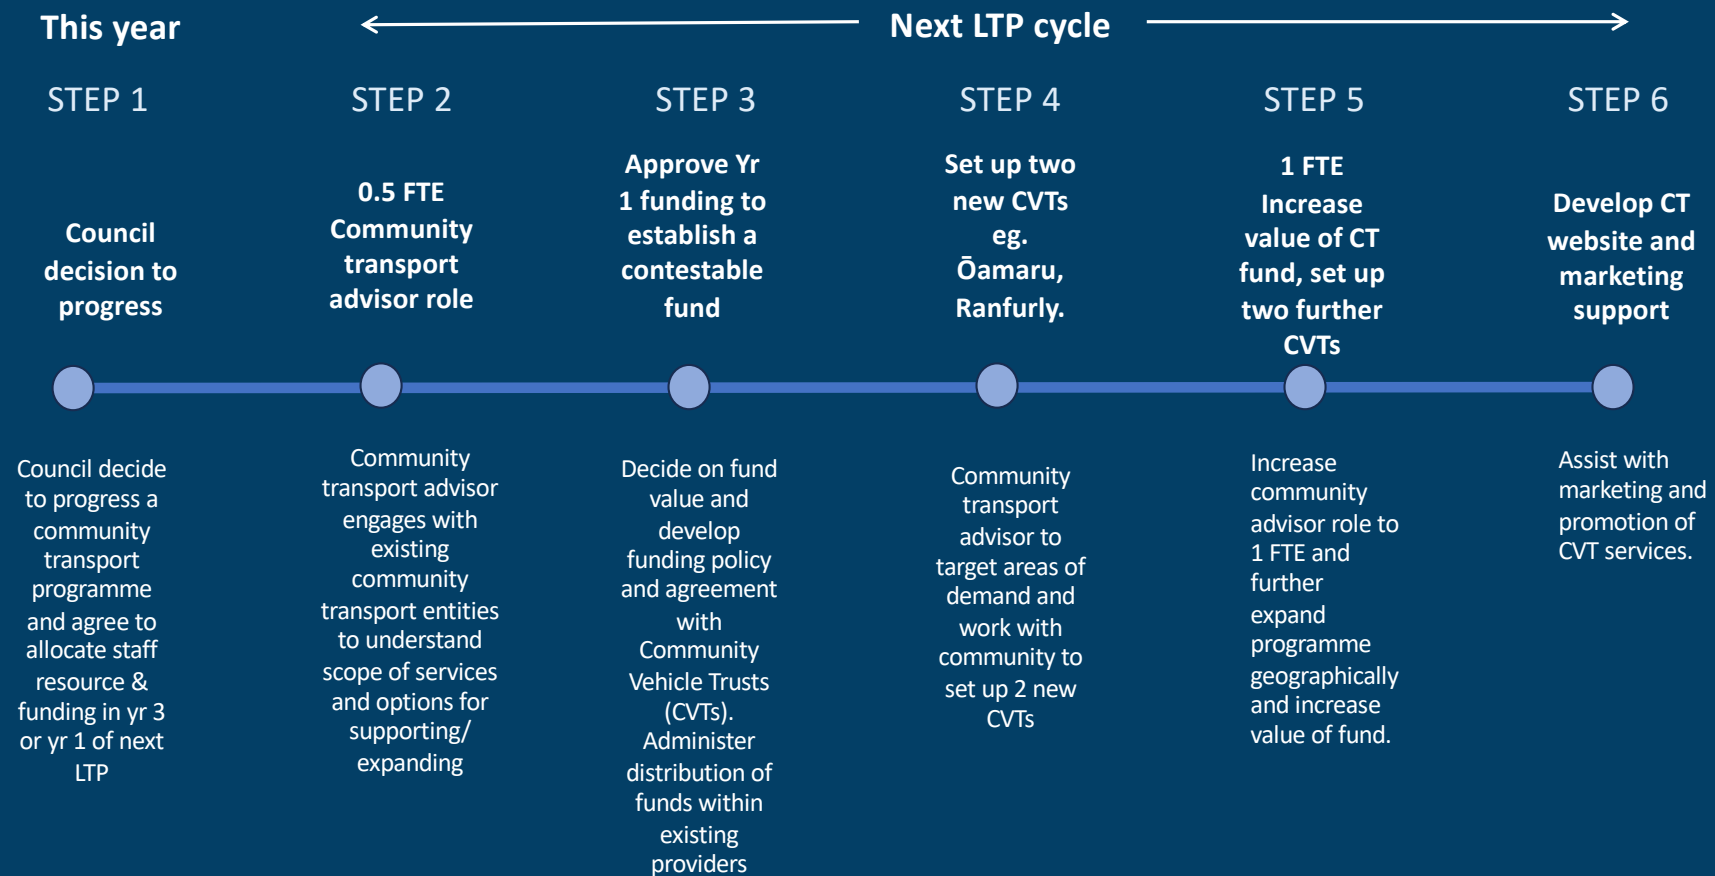 This year
Next LTP cycle
STEP 1
STEP 2
STEP 3
STEP 4
STEP 5
STEP 6
Council
decision to
progress
0.5 FTE
Community
transport
advisor role
Approve Yr
1 funding to
establish a
contestable
fund
Set up two
new CVTs
eg.
Ōamaru,
Ranfurly.
1 FTE
Increase
value of CT
fund, set up
two further
CVTs
Develop CT
website and
marketing
support
Council decide
to progress a
community
transport
programme
and agree to
allocate staff
resource &
funding in yr 3
or yr 1 of next
LTP
Community
transport advisor
engages with
existing
community
transport entities
to understand
scope of services
and options for
supporting/
expanding
Decide on fund
value and
develop
funding policy
and agreement
with
Community
Vehicle Trusts
(CVTs).
Administer
distribution of
funds within
existing
providers
Community
transport
advisor to
target areas of
demand and
work with
community to
set up 2 new
CVTs
Increase
community
advisor role to
1 FTE and
further
expand
programme
geographically
and increase
value of fund.
Assist with
marketing and
promotion of
CVT services.